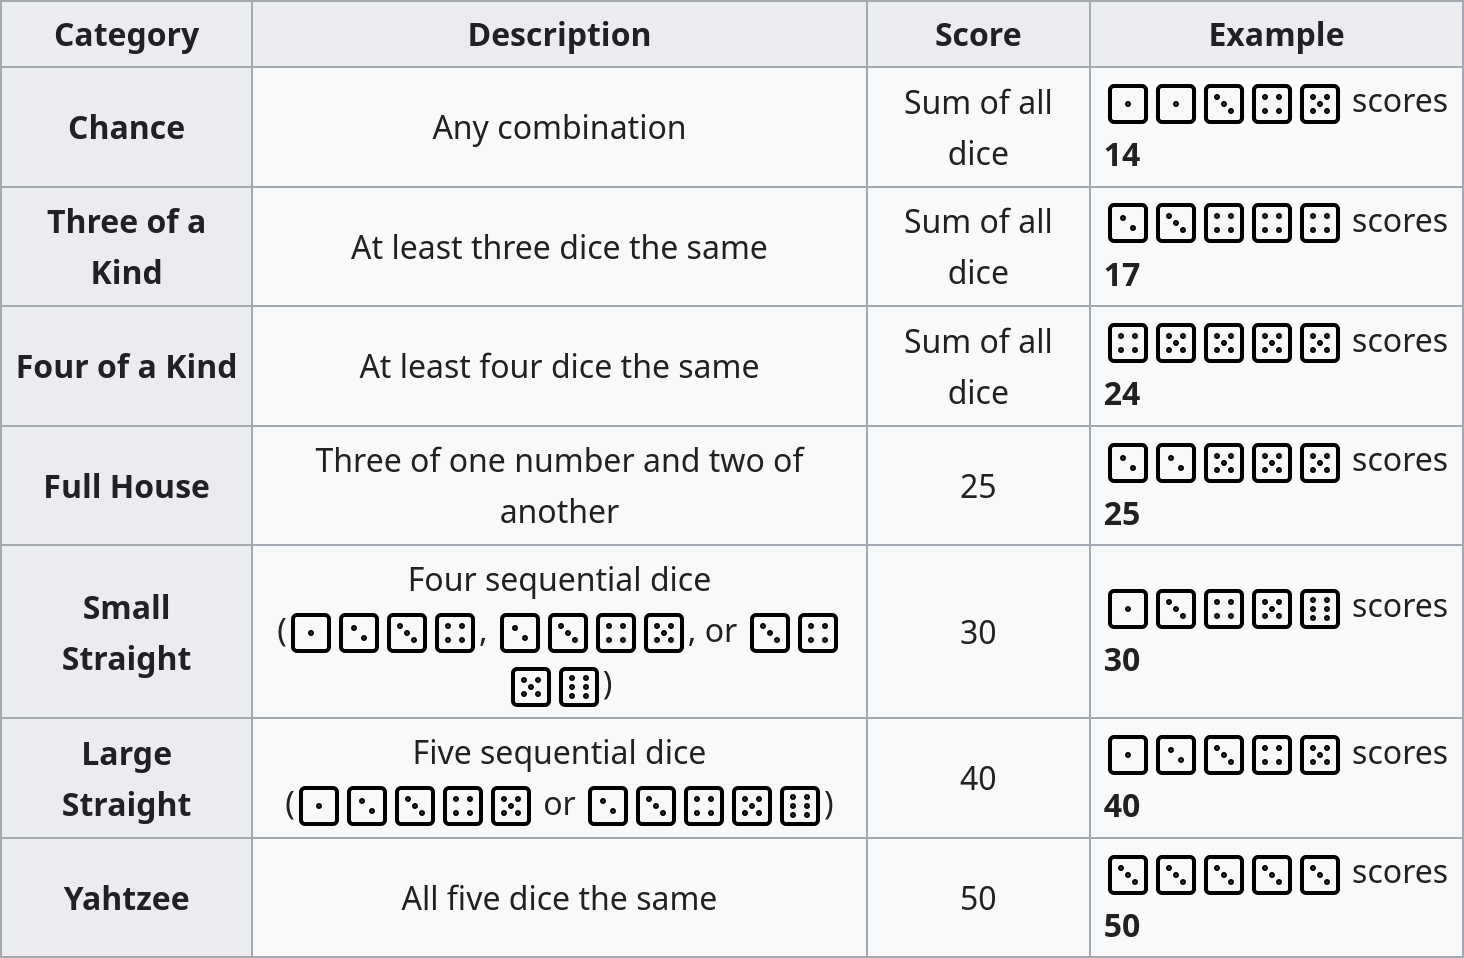 Category Description Score Example
Chance
Any combination
Sum of all
dice
scores
14
Three of a
Kind
At least three dice the same
Sum of all
dice
scores
17
Four of a Kind
At least four dice the same
Sum of all
dice
scores
24
Full House
Three of one number and two of
another
25
scores
25
Small
Straight
Four sequential dice
( , , or
)
30
scores
30
Large
Straight
Five sequential dice
( or )
40
scores
40
Yahtzee
All five dice the same
50
scores
50